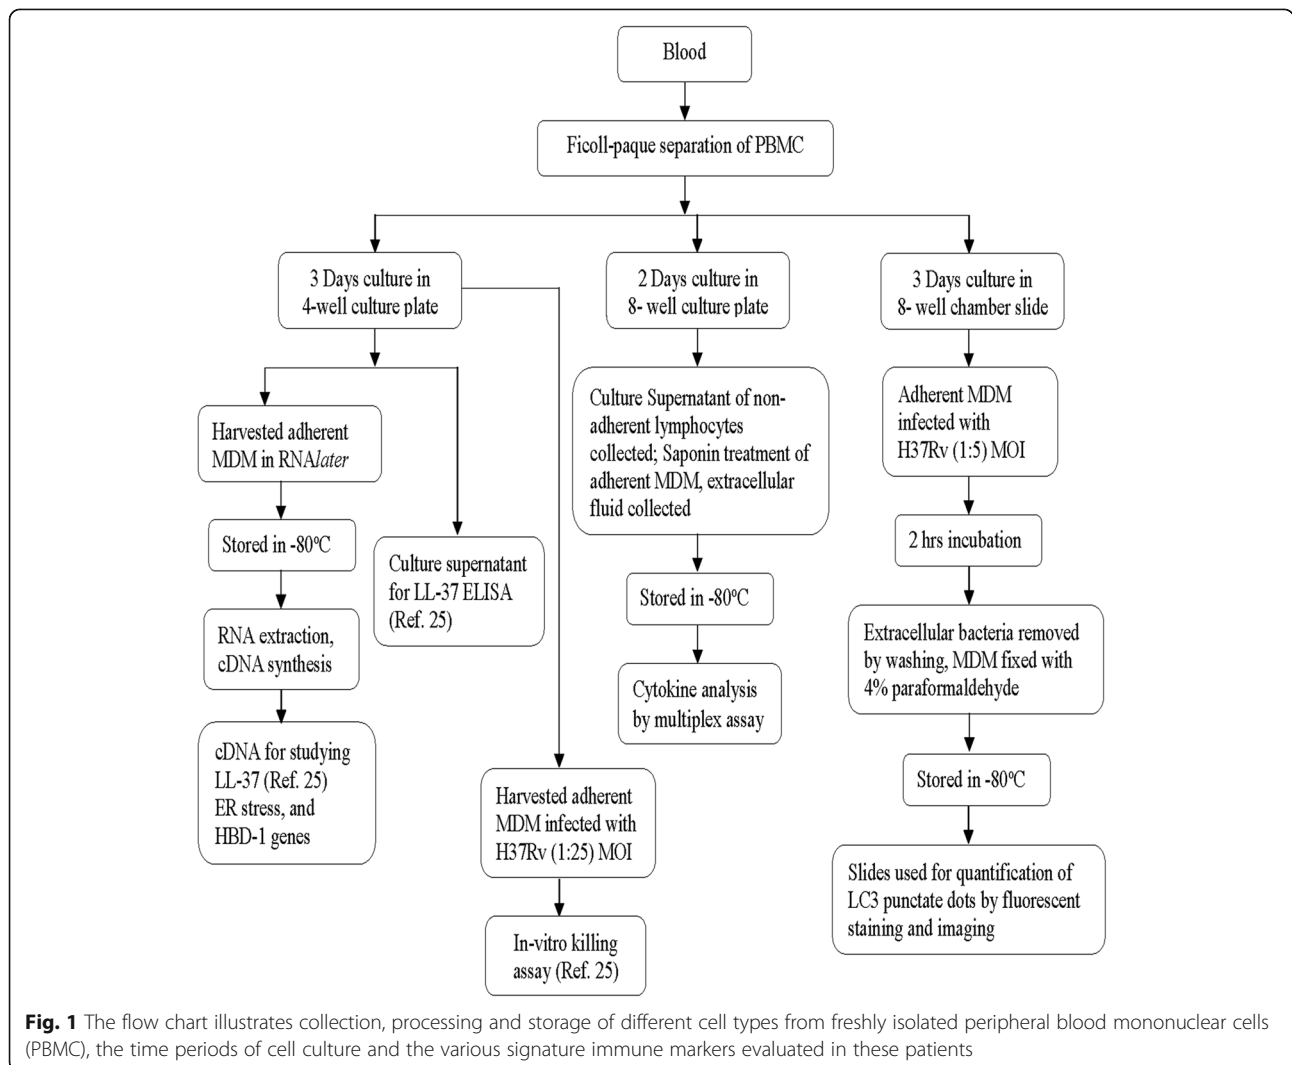 Blood
Ficoll-paque separation of PBMC
3 Days culture in
4-well culture plate
2 Days culture in
8- well culture plate
3 Days culture in
8- well chamber slide
Harvested adherent
MDM in RNAlater
Stored in -80ºC
RNA extraction,
cDNA synthesis
cDNA for studying
LL-37 (Ref. 25)
ER stress, and
HBD-1 genes
Culture supernatant
for LL-37 ELISA
(Ref. 25)
Harvested adherent
MDM infected with
H37Rv (1:25) MOI
In-vitro killing
assay (Ref. 25)
Culture Supernatant of non-
adherent lymphocytes
collected; Saponin treatment of
adherent MDM, extracellular
fluid collected
Stored in -80ºC
Cytokine analysis
by multiplex assay
Adherent MDM
infected with
H37Rv (1:5) MOI
2 hrs incubation
Extracellular bacteria removed
by washing, MDM fixed with
4% paraformaldehyde
Stored in -80ºC
Slides used for quantification of
LC3 punctate dots by fluorescent
staining and imaging
Fig. 1 The flow chart illustrates collection, processing and storage of different cell types from freshly isolated peripheral blood mononuclear cells
(PBMC), the time periods of cell culture and the various signature immune markers evaluated in these patients